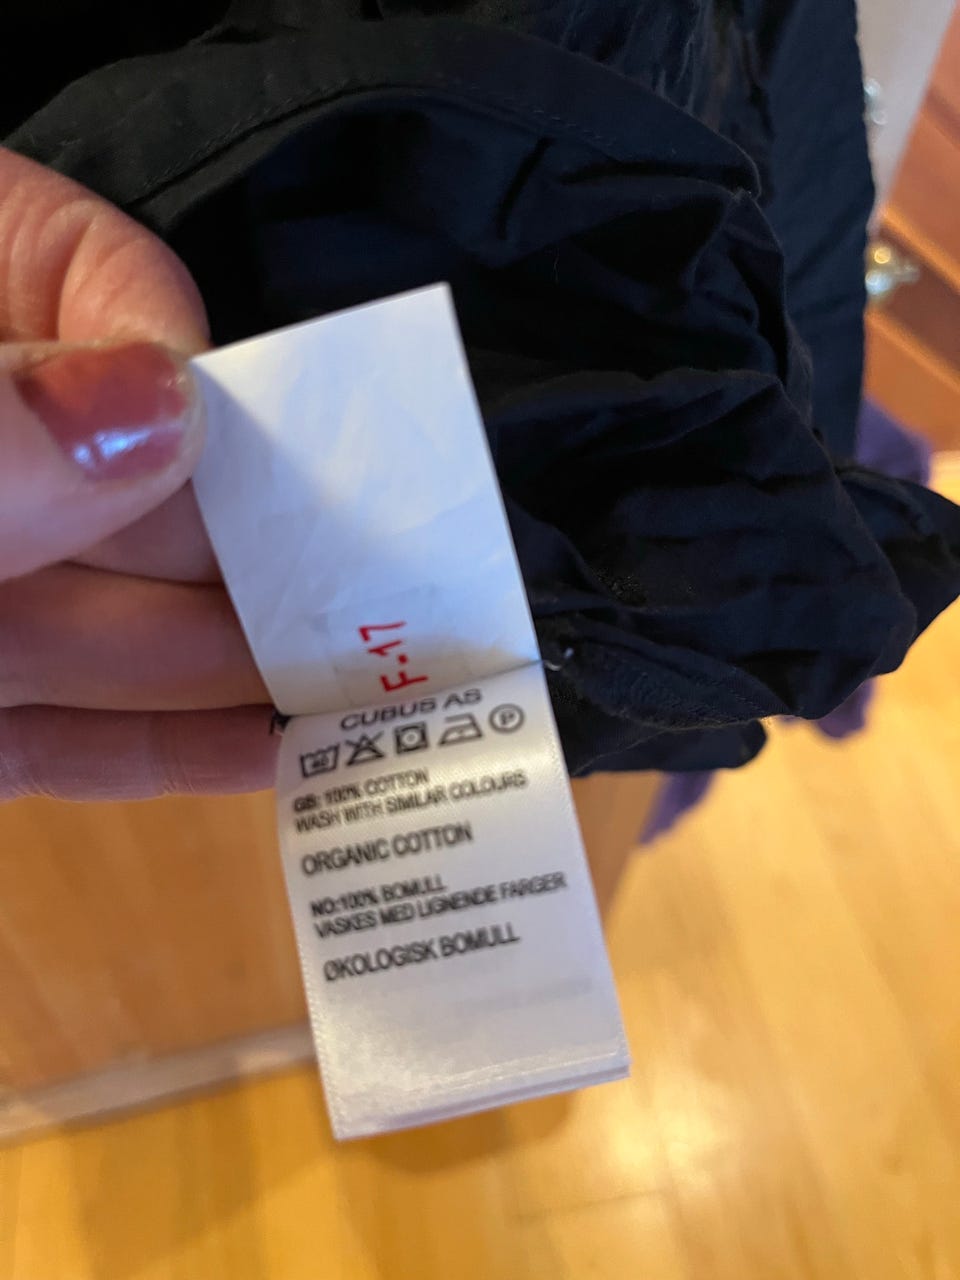 F-17
CUBUS AS
40
P
GB: 100% COTTON
WASH WITH SIMILAR COLOURS
ORGANIC COTTON
NO:100% BOMULL
VASKES MED LIGNENDE FARGER
ØKOLOGISK BOMULL